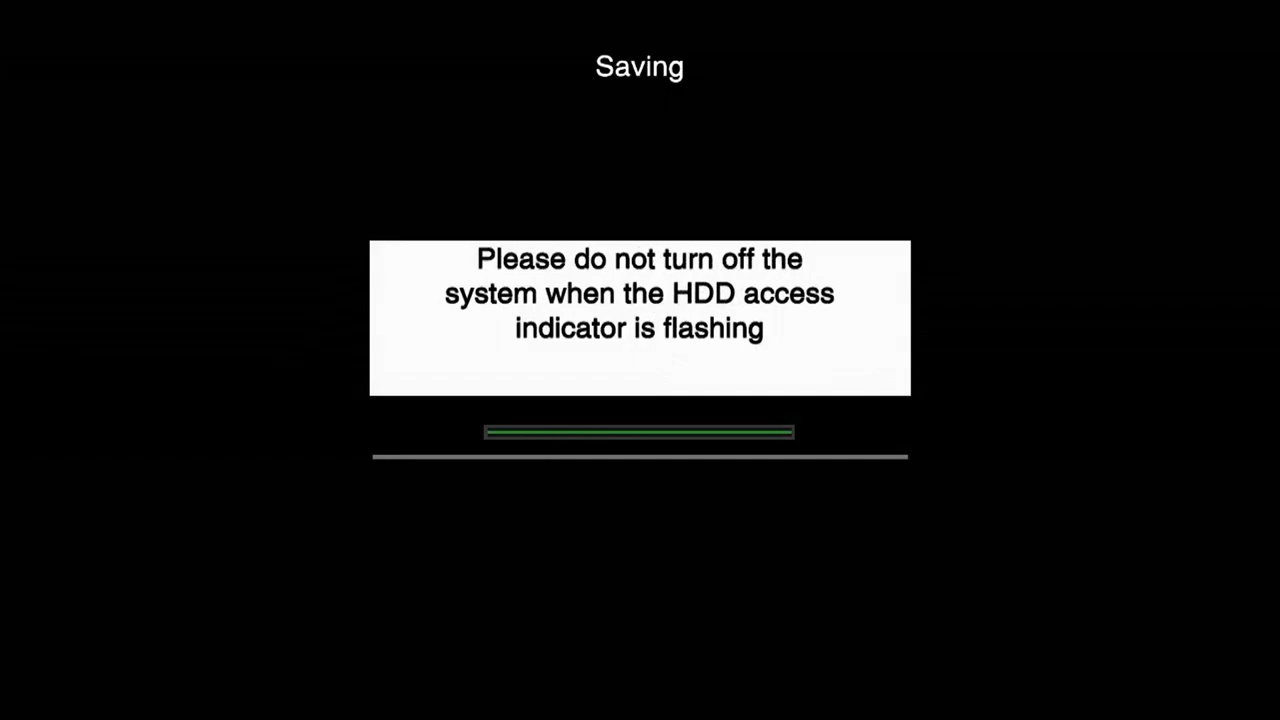 Saving
Please do not turn off the
system when the HDD access
indicator is flashing